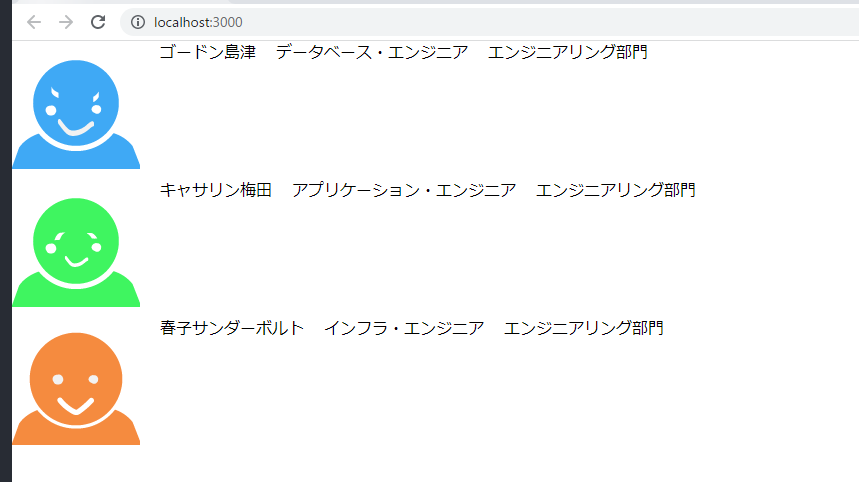 localhost:3000
ゴードン島津 データベース・エンジニア エンジニアリング部門
キャサリン梅田 アプリケーション・エンジニア エンジニアリング部門
春子サンダーボルト インフラ・エンジニア エンジニアリング部門